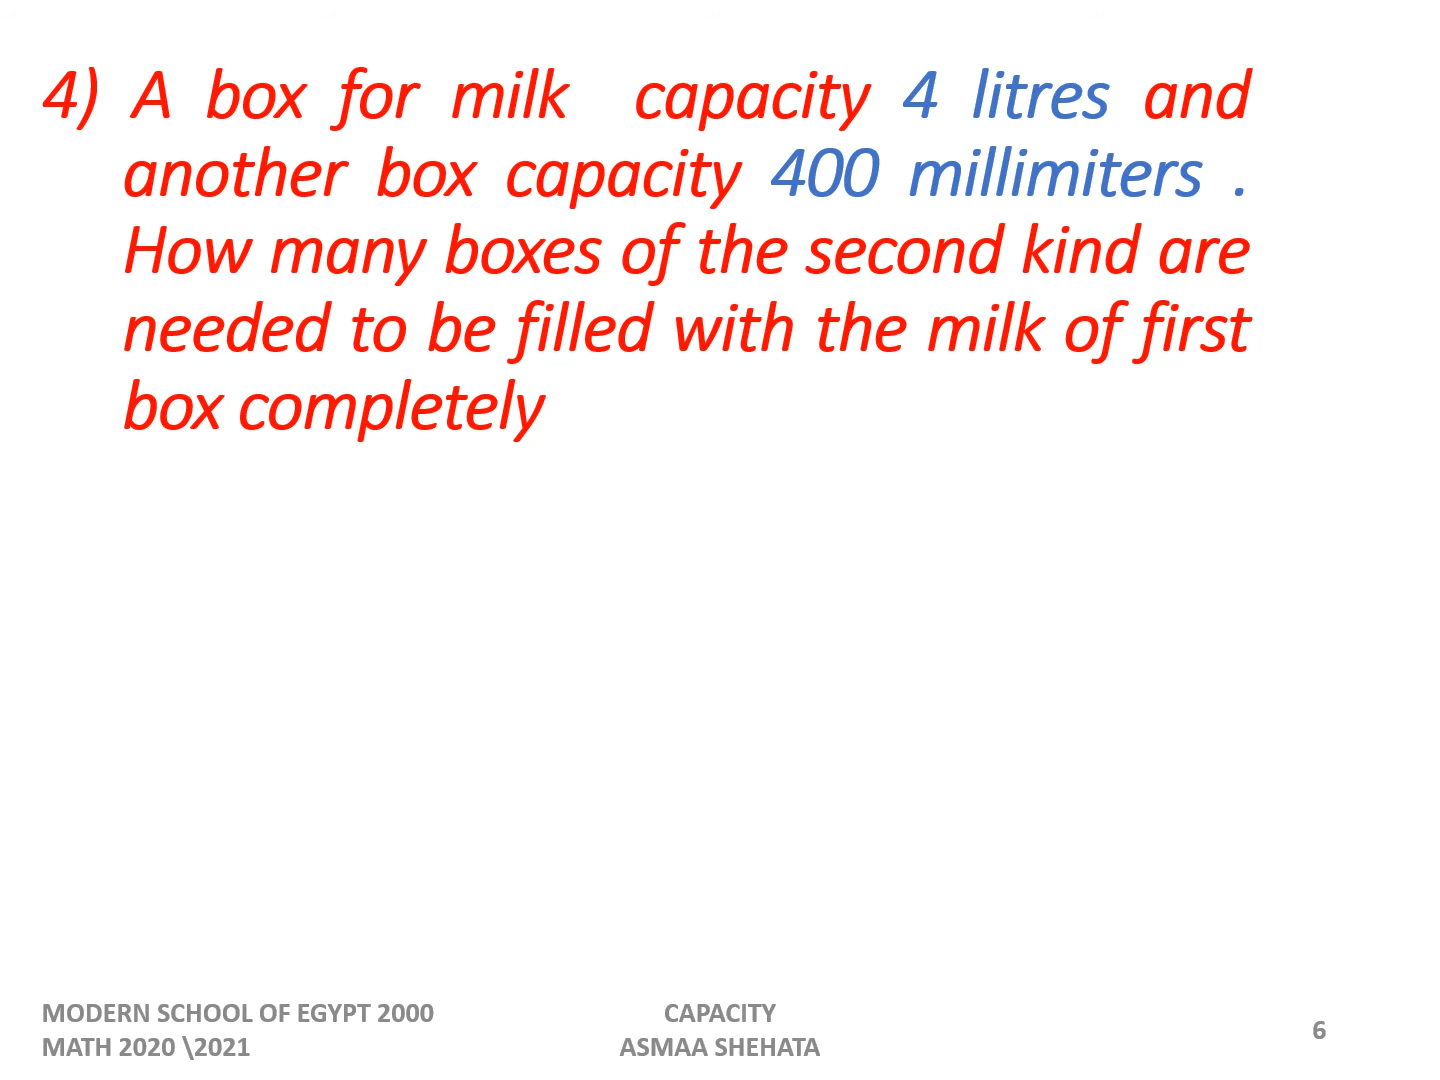 4) A box for milk capacity 4 litres and
another box capacity 400 millimiters .
How many boxes of the second kind are
needed to be filled with the milk of first
box completely
MODERN SCHOOL OF EGYPT 2000
MATH 2020 \2021
CAPACITY
ASMAA SHEHATA
6